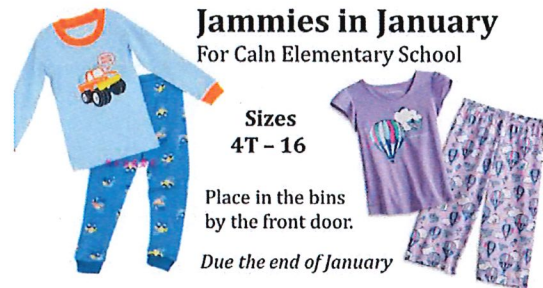 Jammies in January
For Caln Elementary School
Sizes
4T – 16
Place in the bins
by the front door.
Due the end of January